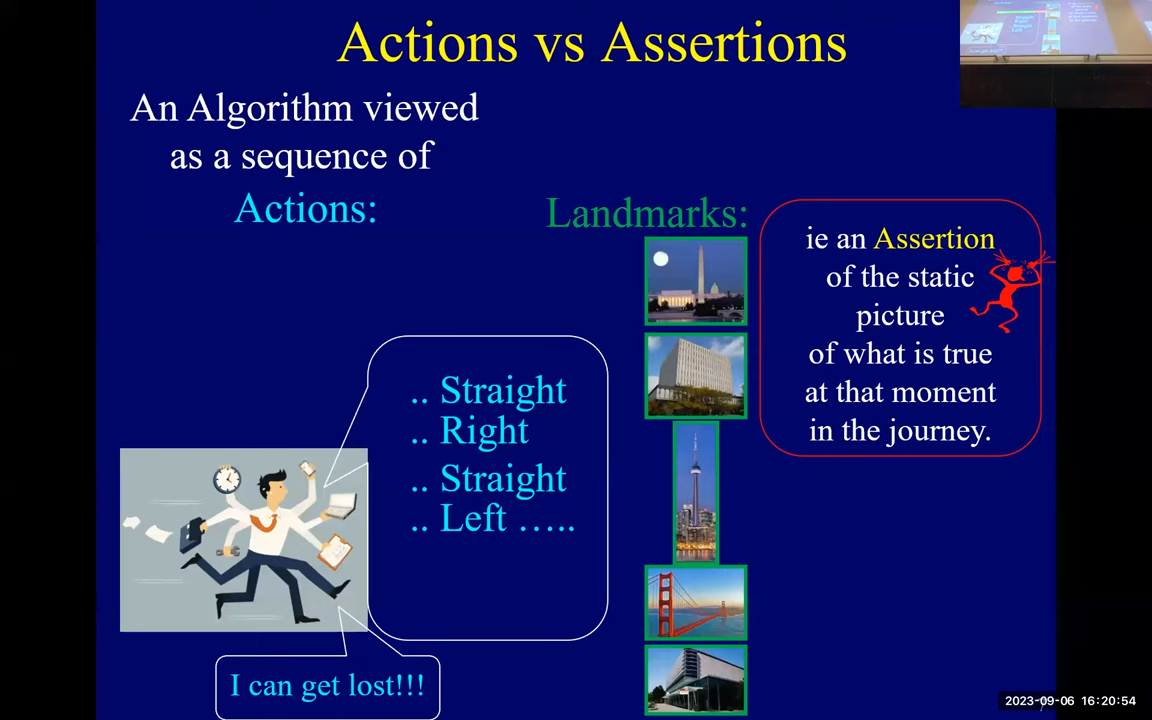 Actions vs Assertions
An Algorithm viewed
as a sequence of
Actions:
Landmarks:
ie an Assertion
of the static
picture
of what is true
at that moment
in the journey.
.. Straight
.. Right
.. Straight
.. Left …..
I can get lost!!!
2023-09-06 16:20:54